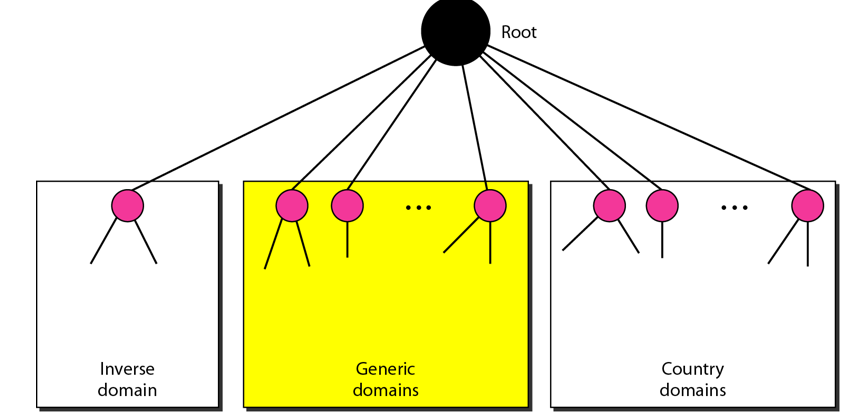 Root
...
...
Inverse
domain
Generic
domains
Country
domains